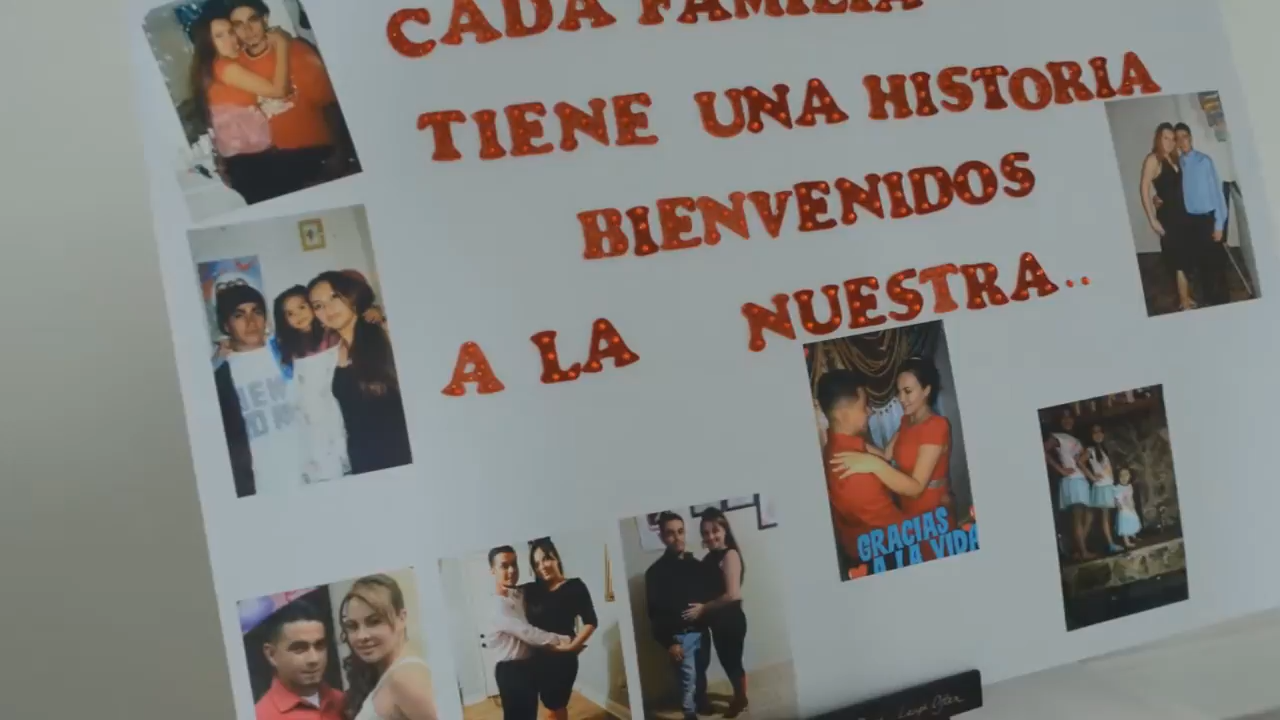 CADA FAMILIA
TIENE UNA HISTORIA
BIENVENIDOS
A LA NUESTRA..
GRACIAS
A LA VIDA